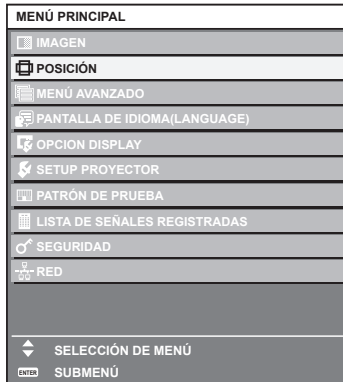 MENÚ PRINCIPAL
IMAGEN
POSICIÓN
MENÚ AVANZADO
PANTALLA DE IDIOMA(LANGUAGE)
OPCION DISPLAY
SETUP PROYECTOR
PATRÓN DE PRUEBA
LISTA DE SEÑALES REGISTRADAS
SEGURIDAD
RED
SELECCIÓN DE MENÚ
ENTER SUBMENÚ